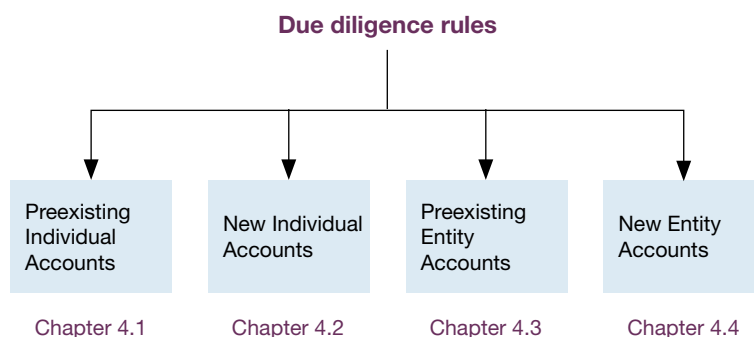 Due diligence rules
Preexisting
Individual
Accounts
New Individual
Accounts
Preexisting
Entity
Accounts
New Entity
Accounts
Chapter 4.1
Chapter 4.2
Chapter 4.3
Chapter 4.4